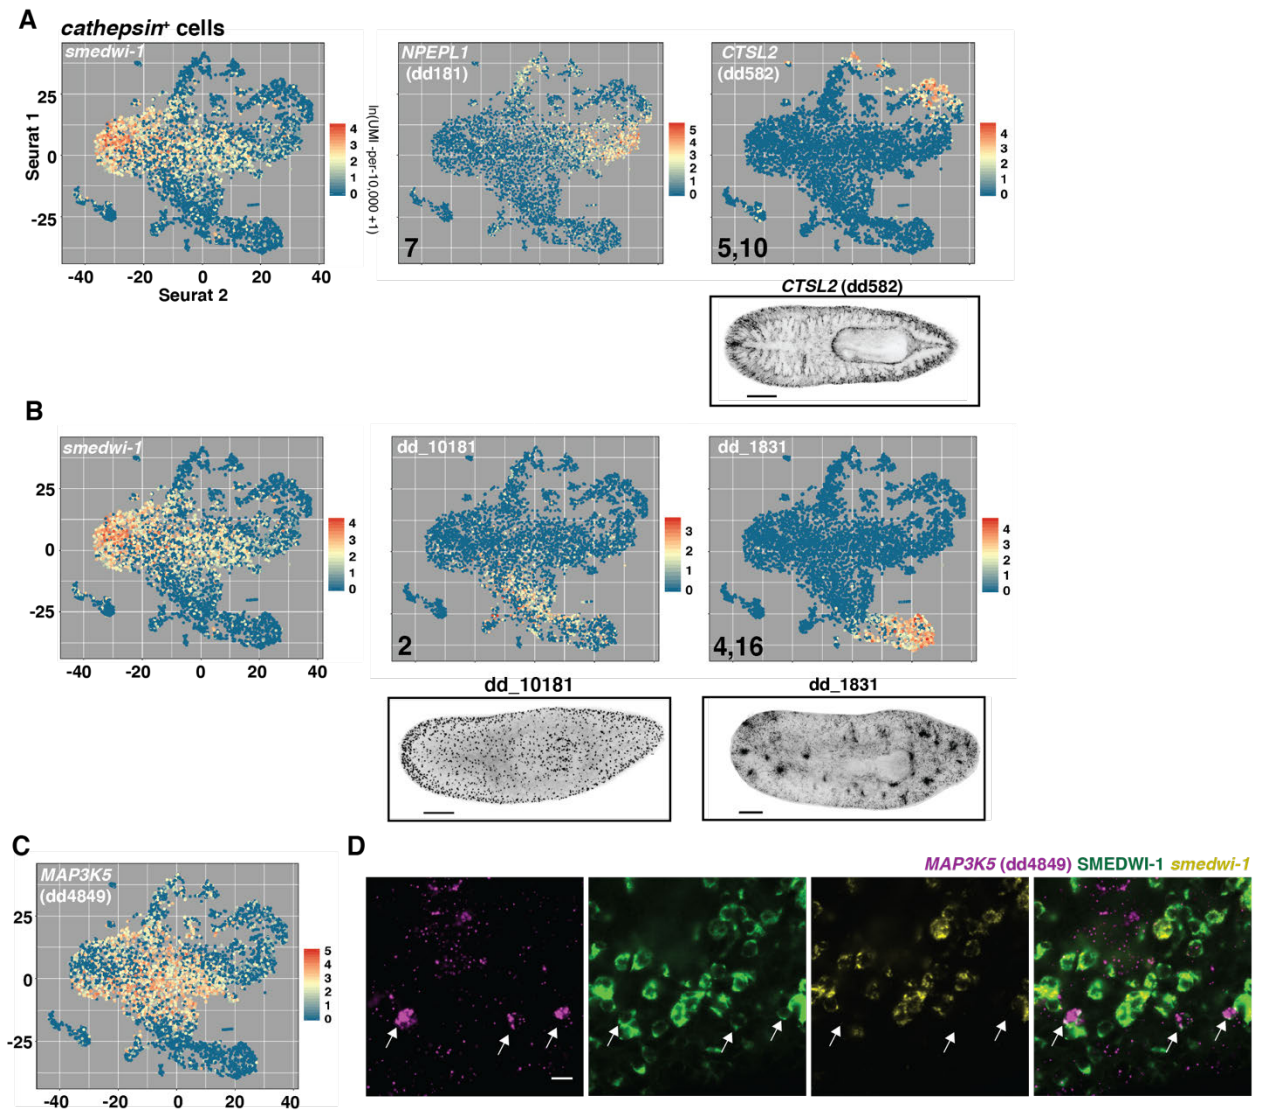 A
cathepsin+ cells
smedwi-1
NPEPL1
(dd181)
CTSL2
(dd582)
25
0
-25
Seurat 1
-40 -20 0 20 40
Seurat 2
4
3
2
1
0
ln(UMI -per-10,000 +1)
7
5
4
3
2
1
0
5,10
4
3
2
1
0
CTSL2 (dd582)
B
smedwi-1
dd_10181
dd_1831
25
0
-25
-40 -20 0 20 40
4
3
2
1
0
2
3
2
1
0
4,16
4
3
2
1
0
dd_10181
dd_1831
C
MAP3K5
(dd4849)
25
0
-25
-40 -20 0 20 40
5
4
3
2
1
0
D
MAP3K5 (dd4849) SMEDWI-1 smedwi-1